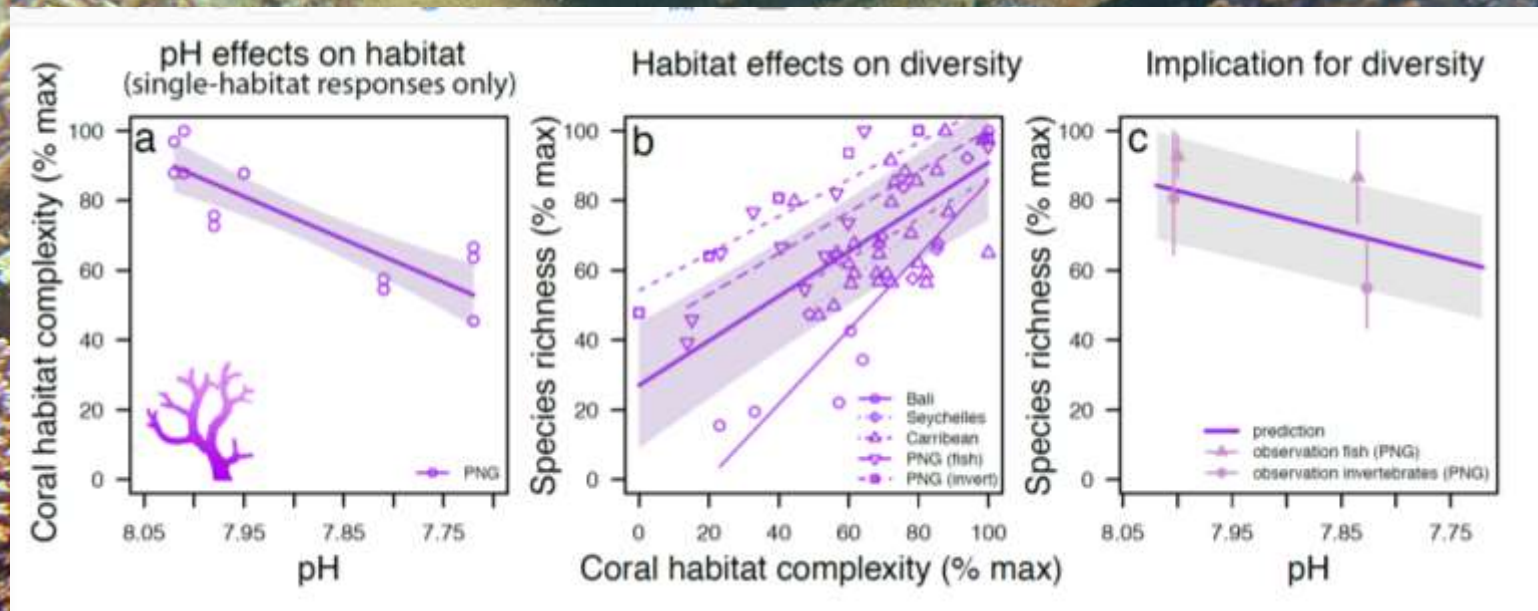 pH effects on habitat
(single-habitat responses only)
Coral habitat complexity (% max)
100
80
60
40
20
0
a
PNG
8.05 7.95 7.85 7.75
pH
Habitat effects on diversity
Species richness (% max)
100
80
60
40
20
0
b
Bali
Seychelles
Carribean
PNG (fish)
PNG (invert)
0 20 40 60 80 100
Coral habitat complexity (% max)
Implication for diversity
Species richness (% max)
100
80
60
40
20
0
c
prediction
observation fish (PNG)
observation invertebrates (PNG)
8.05 7.95 7.85 7.75
pH